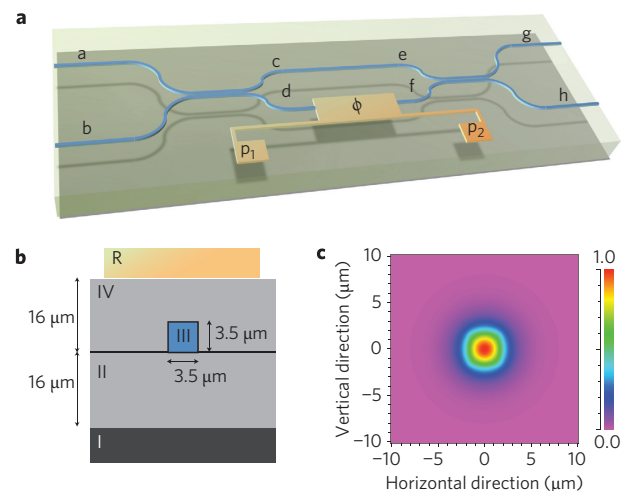 a
a
b
c
d
e
f
g
h
ϕ
p1
p2
b
R
IV
16 μm
III
3.5 μm
3.5 μm
16 μm
II
I
c
Vertical direction (μm)
10
5
0
−5
−10
−10
−5
0
5
10
Horizontal direction (μm)
1.0
0.0